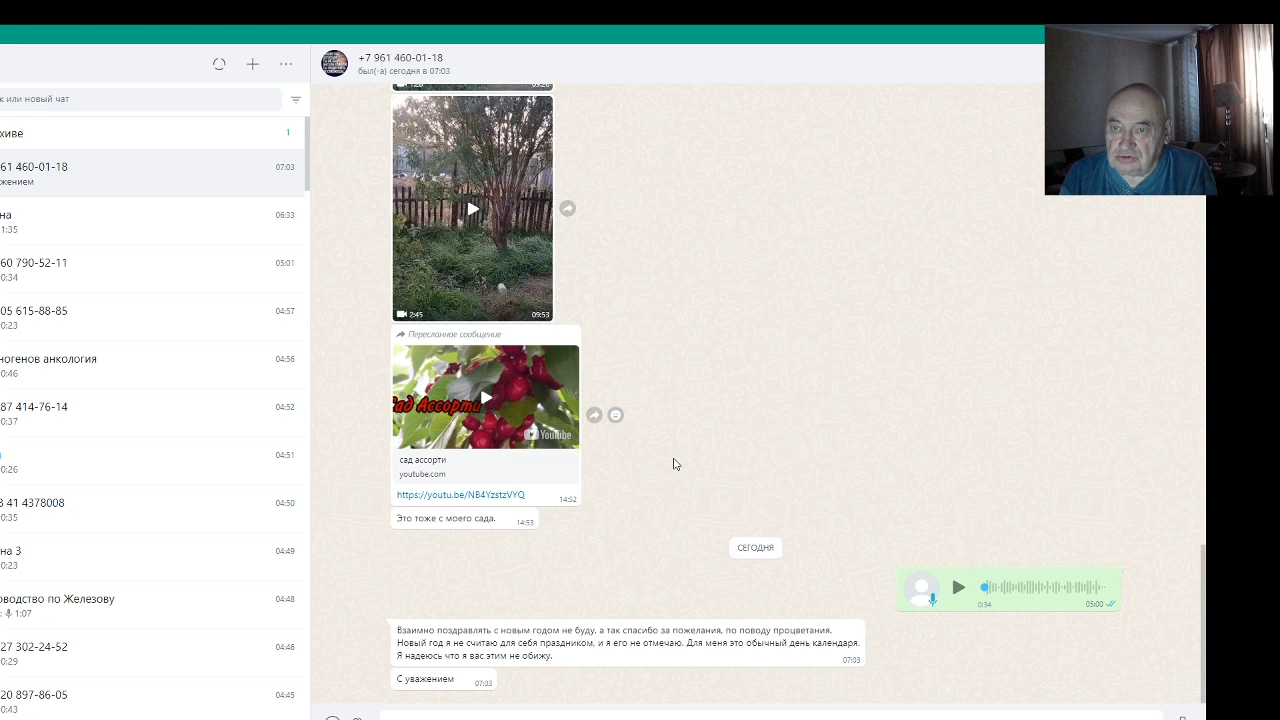 +7 961 460-01-18
был(-а) сегодня в 07:03
к или новый чат
хиве
1
61 460-01-18
07:03
жением
на
06:33
1:35
60 790-52-11
05:01
0:34
05 615-88-85
04:57
0:23
ногенов анкология
04:56
0:46
87 414-76-14
04:52
0:37
04:51
0:26
8 41 4378008
04:50
0:35
на 3
04:49
0:23
оводство по Железову
04:48
1:07
27 382-24-52
04:46
0:29
20 897-86-05
04:45
0:43
2:45
09:53
Пересланное сообщение
ад Ассорти
YouTube
сад ассорти
youtube.com
https://youtu.be/NB4YzstzVYQ
14:52
Это тоже с моего сада.
14:53
СЕГОДНЯ
0:34
05:00
Взаимно поздравлять с новым годом не буду, а так спасибо за пожелания, по поводу процветания.
Новый год я не считаю для себя праздником, и я его не отмечаю. Для меня это обычный день календаря.
Я надеюсь что я вас этим не обижу.
07:03
С уважением
07:03